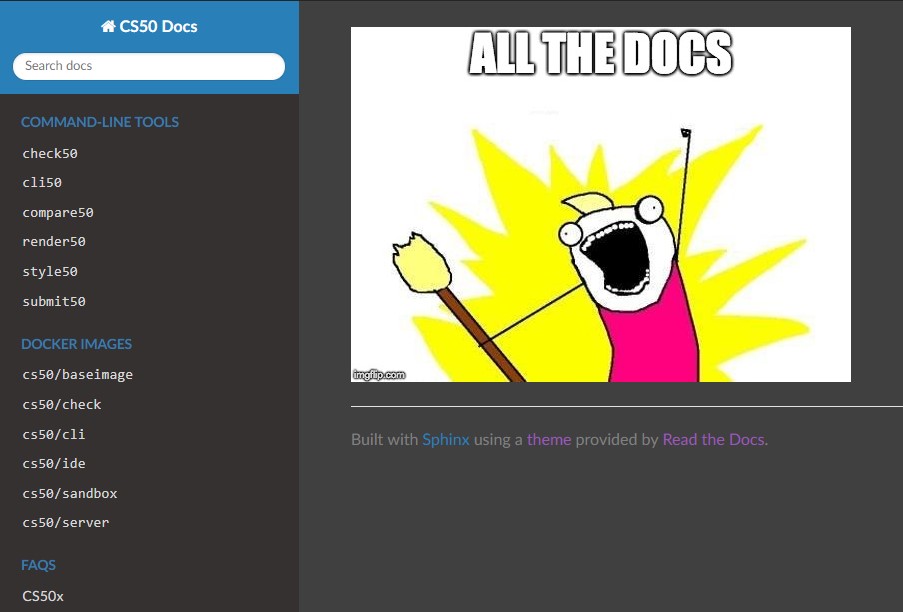 CS50 Docs
Search docs
COMMAND-LINE TOOLS
check50
cli50
compare50
render50
style50
submit50
DOCKER IMAGES
cs50/baseimage
cs50/check
cs50/cli
cs50/ide
cs50/sandbox
cs50/server
FAQS
CS50x
ALL THE DOCS
imgflip.com
Built with Sphinx using a theme provided by Read the Docs.